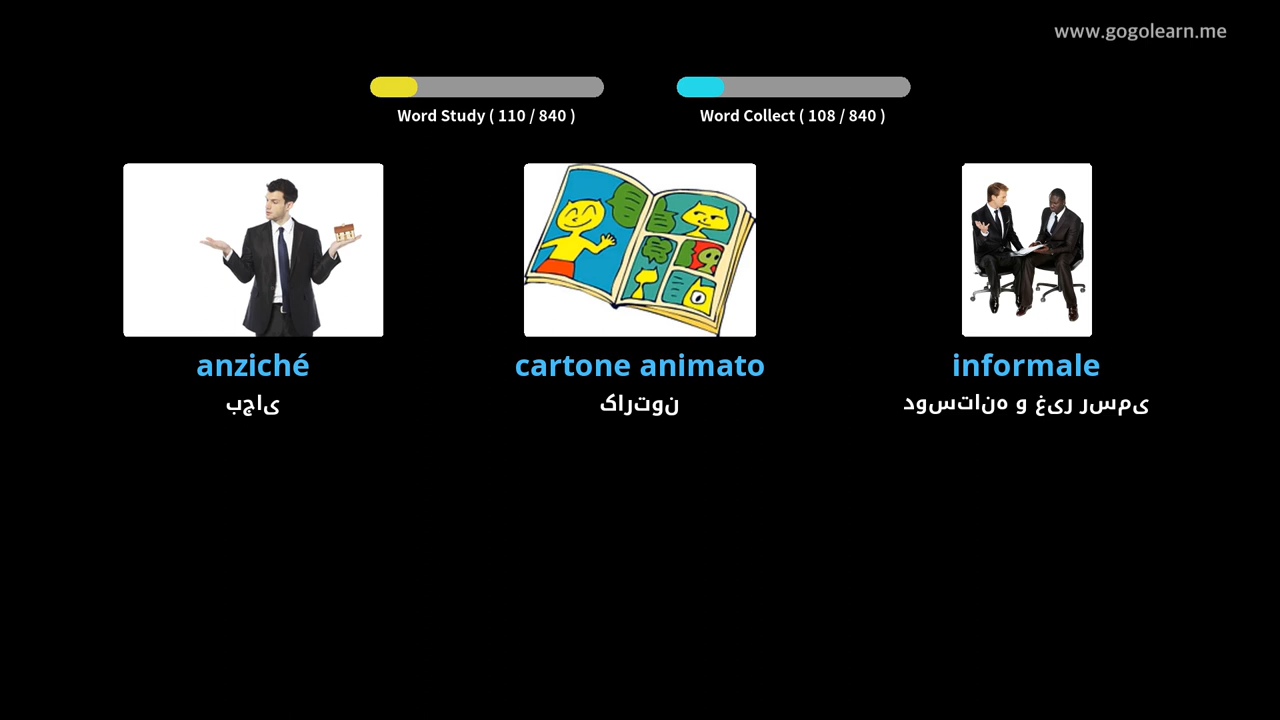 www.gogolearn.me
Word Study ( 110 / 840 )
Word Collect ( 108 / 840 )
anziché
cartone animato
informale
بجای
کارتون
دوستانه و غیر رسمی